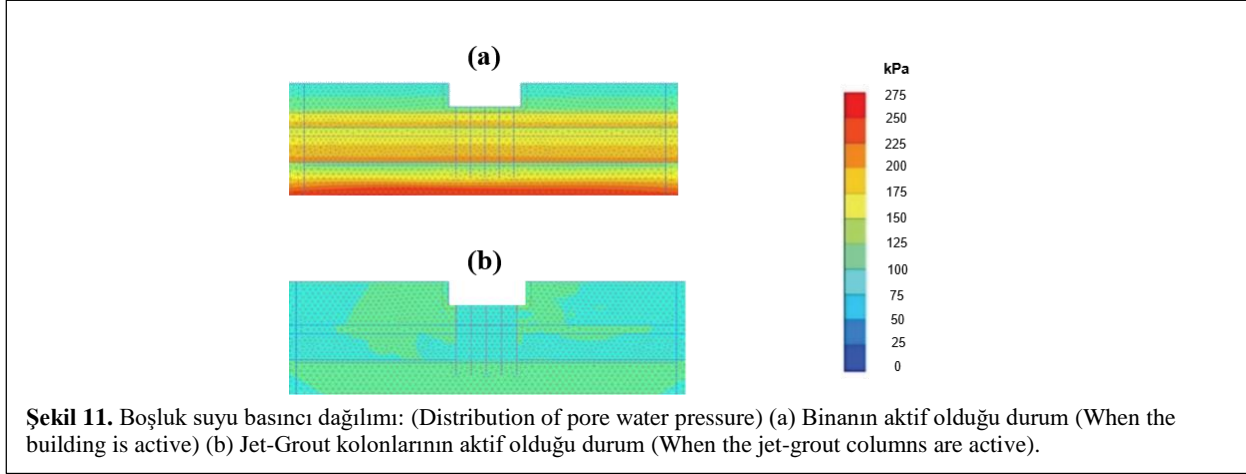 (a)
kPa
275
250
225
200
175
150
125
100
75
50
25
0
(b)
Şekil 11. Boşluk suyu basıncı dağılımı: (Distribution of pore water pressure) (a) Binanın aktif olduğu durum (When the
building is active) (b) Jet-Grout kolonlarının aktif olduğu durum (When the jet-grout columns are active).